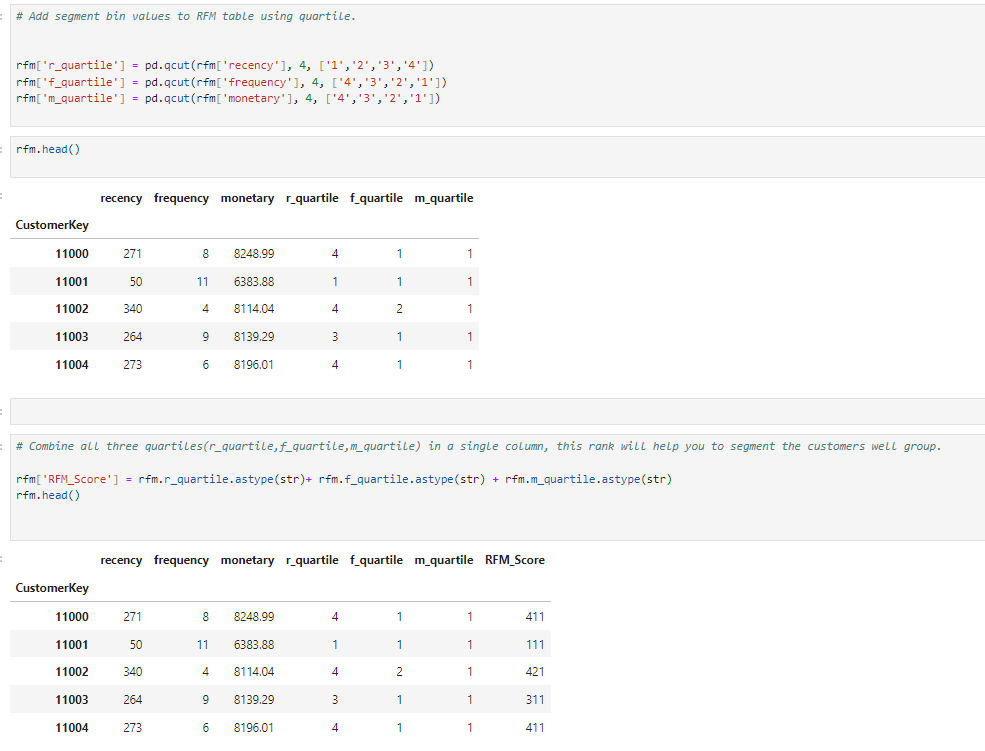 # Add segment bin values to RFM table using quartile.
rfm['r_quartile'] = pd.qcut(rfm['recency'], 4, ['1','2','3','4'])
rfm['f_quartile'] = pd.qcut(rfm['frequency'], 4, ['4','3','2','1'])
rfm['m_quartile'] = pd.qcut(rfm['monetary'], 4, ['4','3','2','1'])
rfm.head()
recency frequency monetary r_quartile f_quartile m_quartile
CustomerKey
11000 271 8 8248.99 4 1 1
11001 50 11 6383.88 1 1 1
11002 340 4 8114.04 4 2 1
11003 264 9 8139.29 3 1 1
11004 273 6 8196.01 4 1 1
# Combine all three quartiles(r_quartile,f_quartile,m_quartile) in a single column, this rank will help you to segment the customers well group.
rfm['RFM_Score'] = rfm.r_quartile.astype(str)+ rfm.f_quartile.astype(str) + rfm.m_quartile.astype(str)
rfm.head()
recency frequency monetary r_quartile f_quartile m_quartile RFM_Score
CustomerKey
11000 271 8 8248.99 4 1 1 411
11001 50 11 6383.88 1 1 1 111
11002 340 4 8114.04 4 2 1 421
11003 264 9 8139.29 3 1 1 311
11004 273 6 8196.01 4 1 1 411